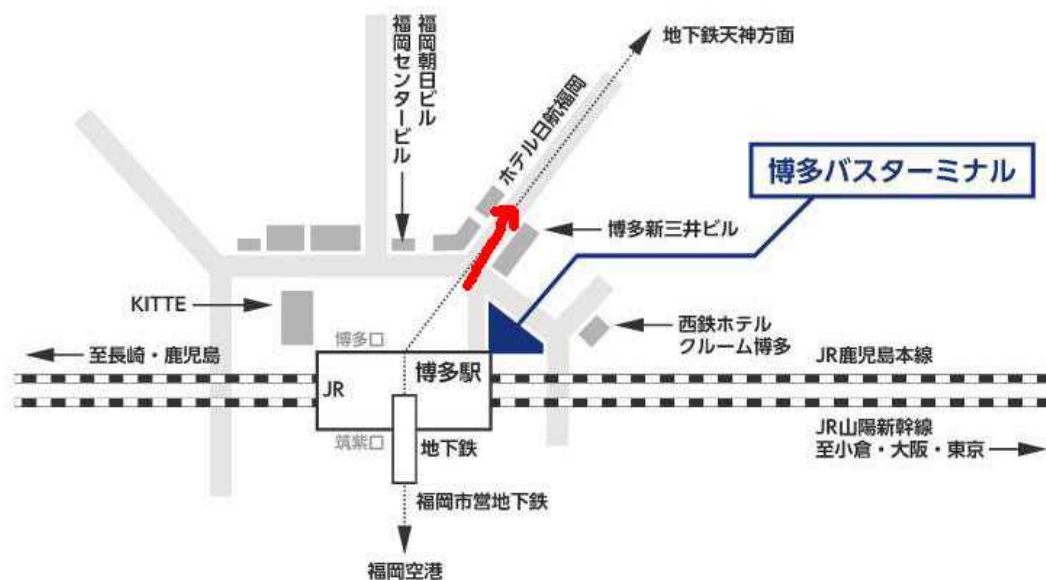 福岡朝日ビル
福岡センタービル
地下鉄天神方面
ホテル日航福岡
博多バスターミナル
博多新三井ビル
KITTE
西鉄ホテル
クルーム博多
博多口
至長崎・鹿児島
博多駅
JR
JR鹿児島本線
筑紫口
地下鉄
JR山陽新幹線
至小倉・大阪・東京
福岡市営地下鉄
福岡空港